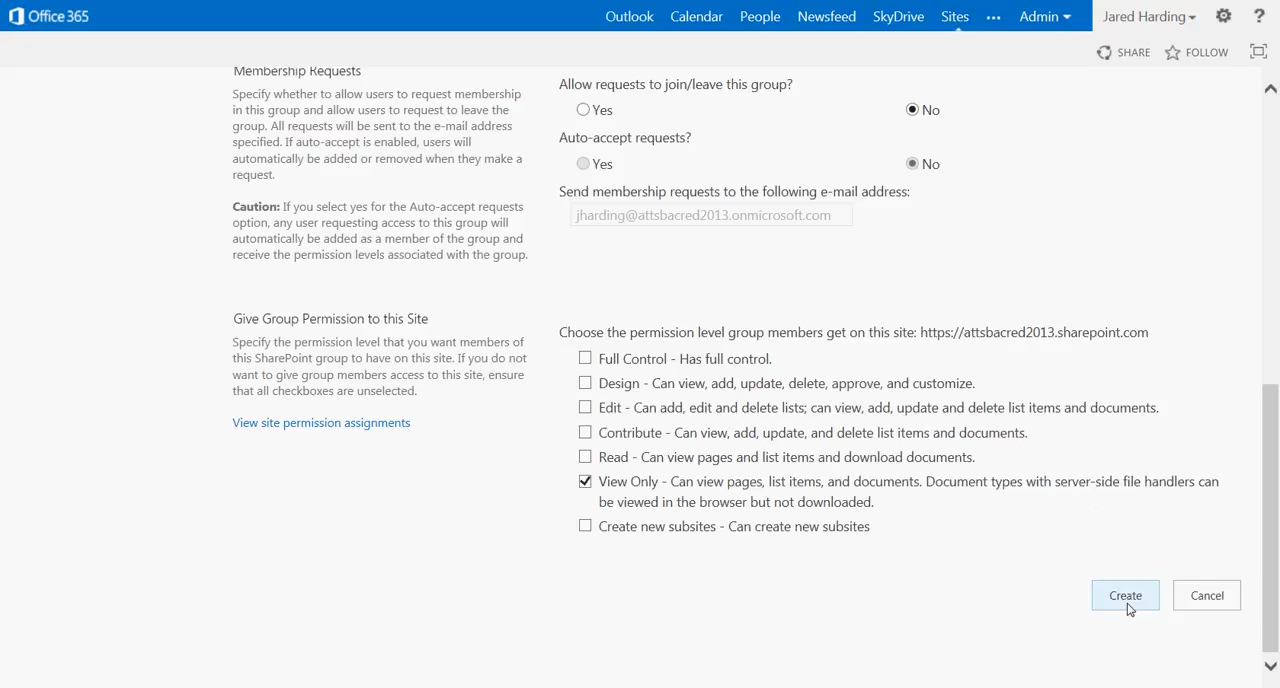 Office 365
Outlook Calendar People Newsfeed SkyDrive Sites ••• Admin Jared Harding ?
SHARE FOLLOW
Membership Requests
Specify whether to allow users to request membership
in this group and allow users to request to leave the
group. All requests will be sent to the e-mail address
specified. If auto-accept is enabled, users will
automatically be added or removed when they make a
request.
Caution: If you select yes for the Auto-accept requests
option, any user requesting access to this group will
automatically be added as a member of the group and
receive the permission levels associated with the group.
Allow requests to join/leave this group?
Yes No
Auto-accept requests?
Yes No
Send membership requests to the following e-mail address:
jharding@attsbacred2013.onmicrosoft.com
Give Group Permission to this Site
Specify the permission level that you want members of
this SharePoint group to have on this site. If you do not
want to give group members access to this site, ensure
that all checkboxes are unselected.
View site permission assignments
Choose the permission level group members get on this site: https://attsbacred2013.sharepoint.com
Full Control - Has full control.
Design - Can view, add, update, delete, approve, and customize.
Edit - Can add, edit and delete lists; can view, add, update and delete list items and documents.
Contribute - Can view, add, update, and delete list items and documents.
Read - Can view pages and list items and download documents.
View Only - Can view pages, list items, and documents. Document types with server-side file handlers can
be viewed in the browser but not downloaded.
Create new subsites - Can create new subsites
Create Cancel